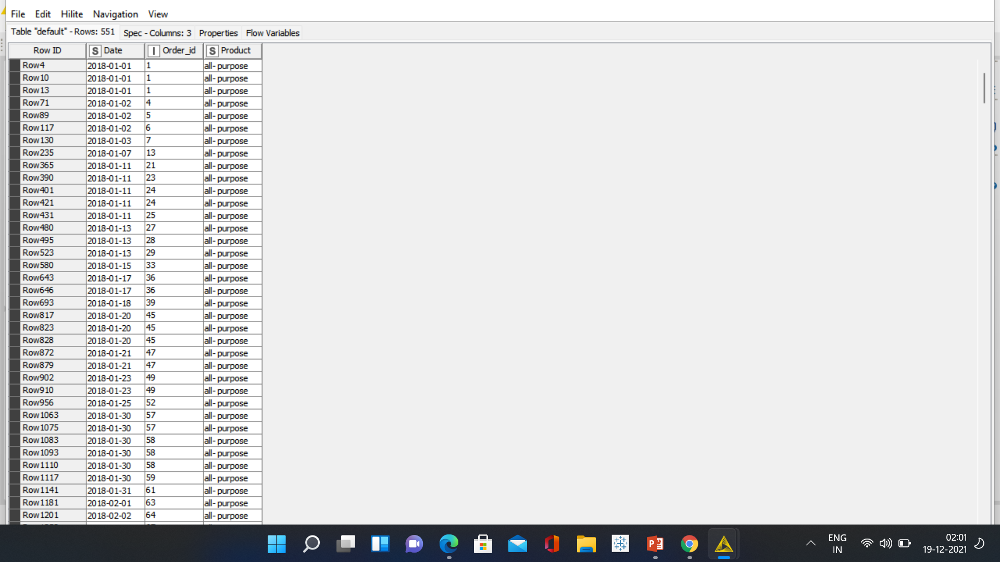 File Edit Hilite Navigation View
Table "default" - Rows: 551 Spec - Columns: 3 Properties Flow Variables
Row ID S Date I Order_id S Product
Row4 2018-01-01 1 all- purpose
Row10 2018-01-01 1 all- purpose
Row13 2018-01-01 1 all- purpose
Row71 2018-01-02 4 all- purpose
Row89 2018-01-02 5 all- purpose
Row117 2018-01-02 6 all- purpose
Row130 2018-01-03 7 all- purpose
Row235 2018-01-07 13 all- purpose
Row365 2018-01-11 21 all- purpose
Row390 2018-01-11 23 all- purpose
Row401 2018-01-11 24 all- purpose
Row421 2018-01-11 24 all- purpose
Row431 2018-01-11 25 all- purpose
Row480 2018-01-13 27 all- purpose
Row495 2018-01-13 28 all- purpose
Row523 2018-01-13 29 all- purpose
Row580 2018-01-15 33 all- purpose
Row643 2018-01-17 36 all- purpose
Row646 2018-01-17 36 all- purpose
Row693 2018-01-18 39 all- purpose
Row817 2018-01-20 45 all- purpose
Row823 2018-01-20 45 all- purpose
Row828 2018-01-20 45 all- purpose
Row872 2018-01-21 47 all- purpose
Row879 2018-01-21 47 all- purpose
Row902 2018-01-23 49 all- purpose
Row910 2018-01-23 49 all- purpose
Row956 2018-01-25 52 all- purpose
Row1063 2018-01-30 57 all- purpose
Row1075 2018-01-30 57 all- purpose
Row1083 2018-01-30 58 all- purpose
Row1093 2018-01-30 58 all- purpose
Row1110 2018-01-30 58 all- purpose
Row1117 2018-01-30 59 all- purpose
Row1141 2018-01-31 61 all- purpose
Row1181 2018-02-01 63 all- purpose
Row1201 2018-02-02 64 all- purpose
ENG 02:01
IN 19-12-2021